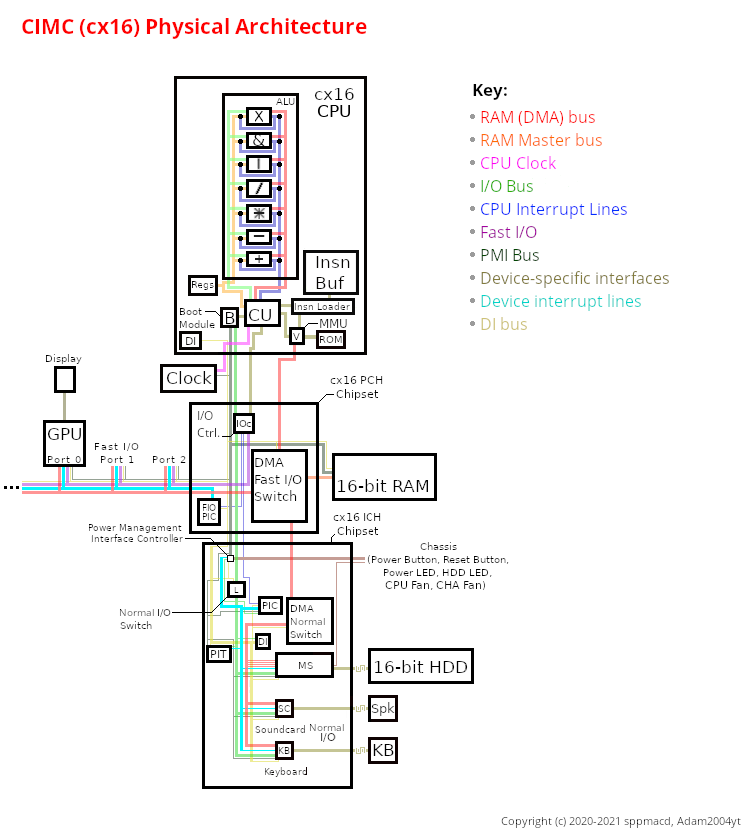 CIMC (cx16) Physical Architecture
Key:
RAM (DMA) bus
RAM Master bus
CPU Clock
I/O Bus
CPU Interrupt Lines
Fast I/O
PMI Bus
Device-specific interfaces
Device interrupt lines
DI bus
cx16
CPU
ALU
X
&
|
/
*
−
+
Insn
Buf
Regs
Insn Loader
Boot
Module
B
CU
MMU
DI
V
ROM
Display
Clock
cx16 PCH
Chipset
I/O
Ctrl.
IOc
GPU
Port 0
Fast I/O
Port 1
Port 2
DMA
Fast I/O
Switch
16-bit RAM
...
FIO
PIC
cx16 ICH
Chipset
Power Management
Interface Controller
Chassis
(Power Button, Reset Button,
Power LED, HDD LED,
CPU Fan, CHA Fan)
L
Normal I/O
Switch
PIC
DMA
Normal
Switch
DI
PIT
MS
16-bit HDD
SC
Spk
Soundcard
Normal
I/O
KB
KB
Keyboard
Copyright (c) 2020-2021 sppmacd, Adam2004yt